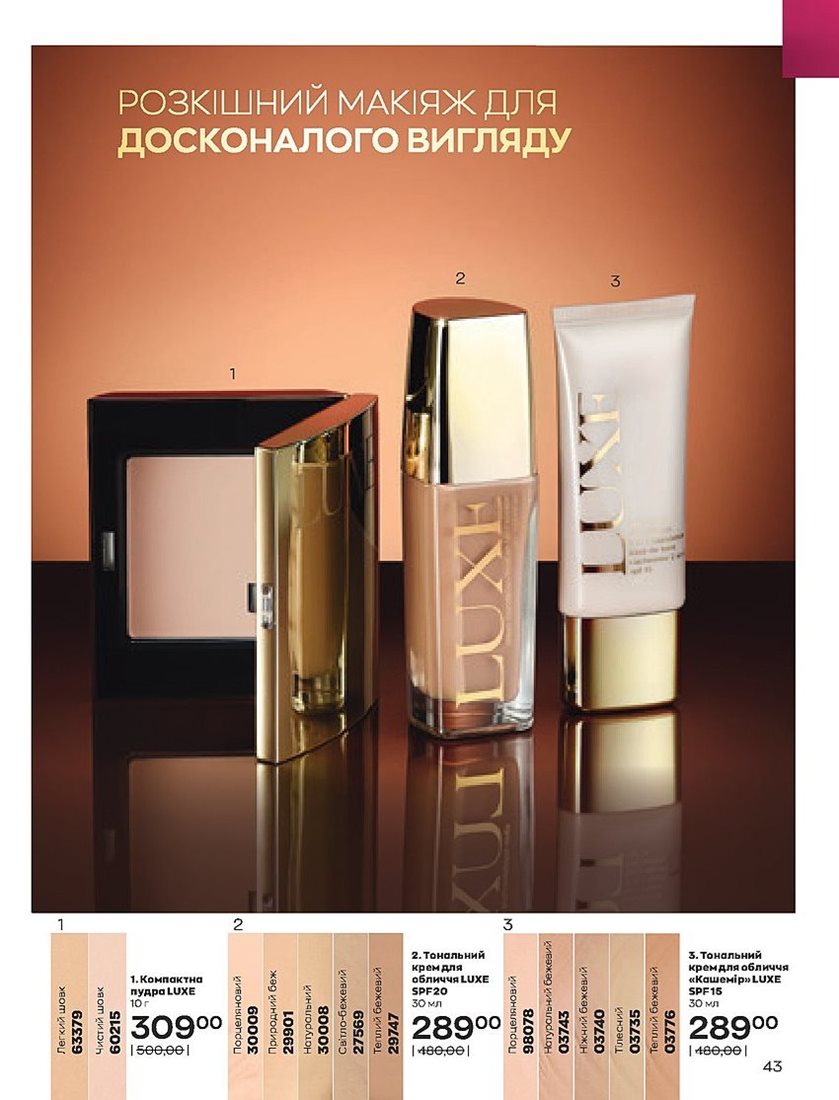 РОЗКІШНИЙ МАКІЯЖ ДЛЯ
ДОСКОНАЛОГО ВИГЛЯДУ
1
2
3
LUXE
LUXE
LUXE
1
2
3
Легкий шовк
63379
Чистий шовк
60215
1. Компактна
пудра LUXE
10 г
30900
|500,00|
Порцеляновий
30009
Природний беж
29901
Натуральний
30008
Світло-бежевий
27569
Теплий бежевий
29747
2. Тональний
крем для
обличчя LUXE
SPF20
30 мл
28900
|480,00|
Порцеляновий
98078
Натуральний бежевий
03743
Ніжний бежевий
03740
Тілесний
03735
Теплий бежевий
03776
3. Тональний
крем для обличчя
«Кашемір» LUXE
SPF15
30 мл
28900
|480,00|
43